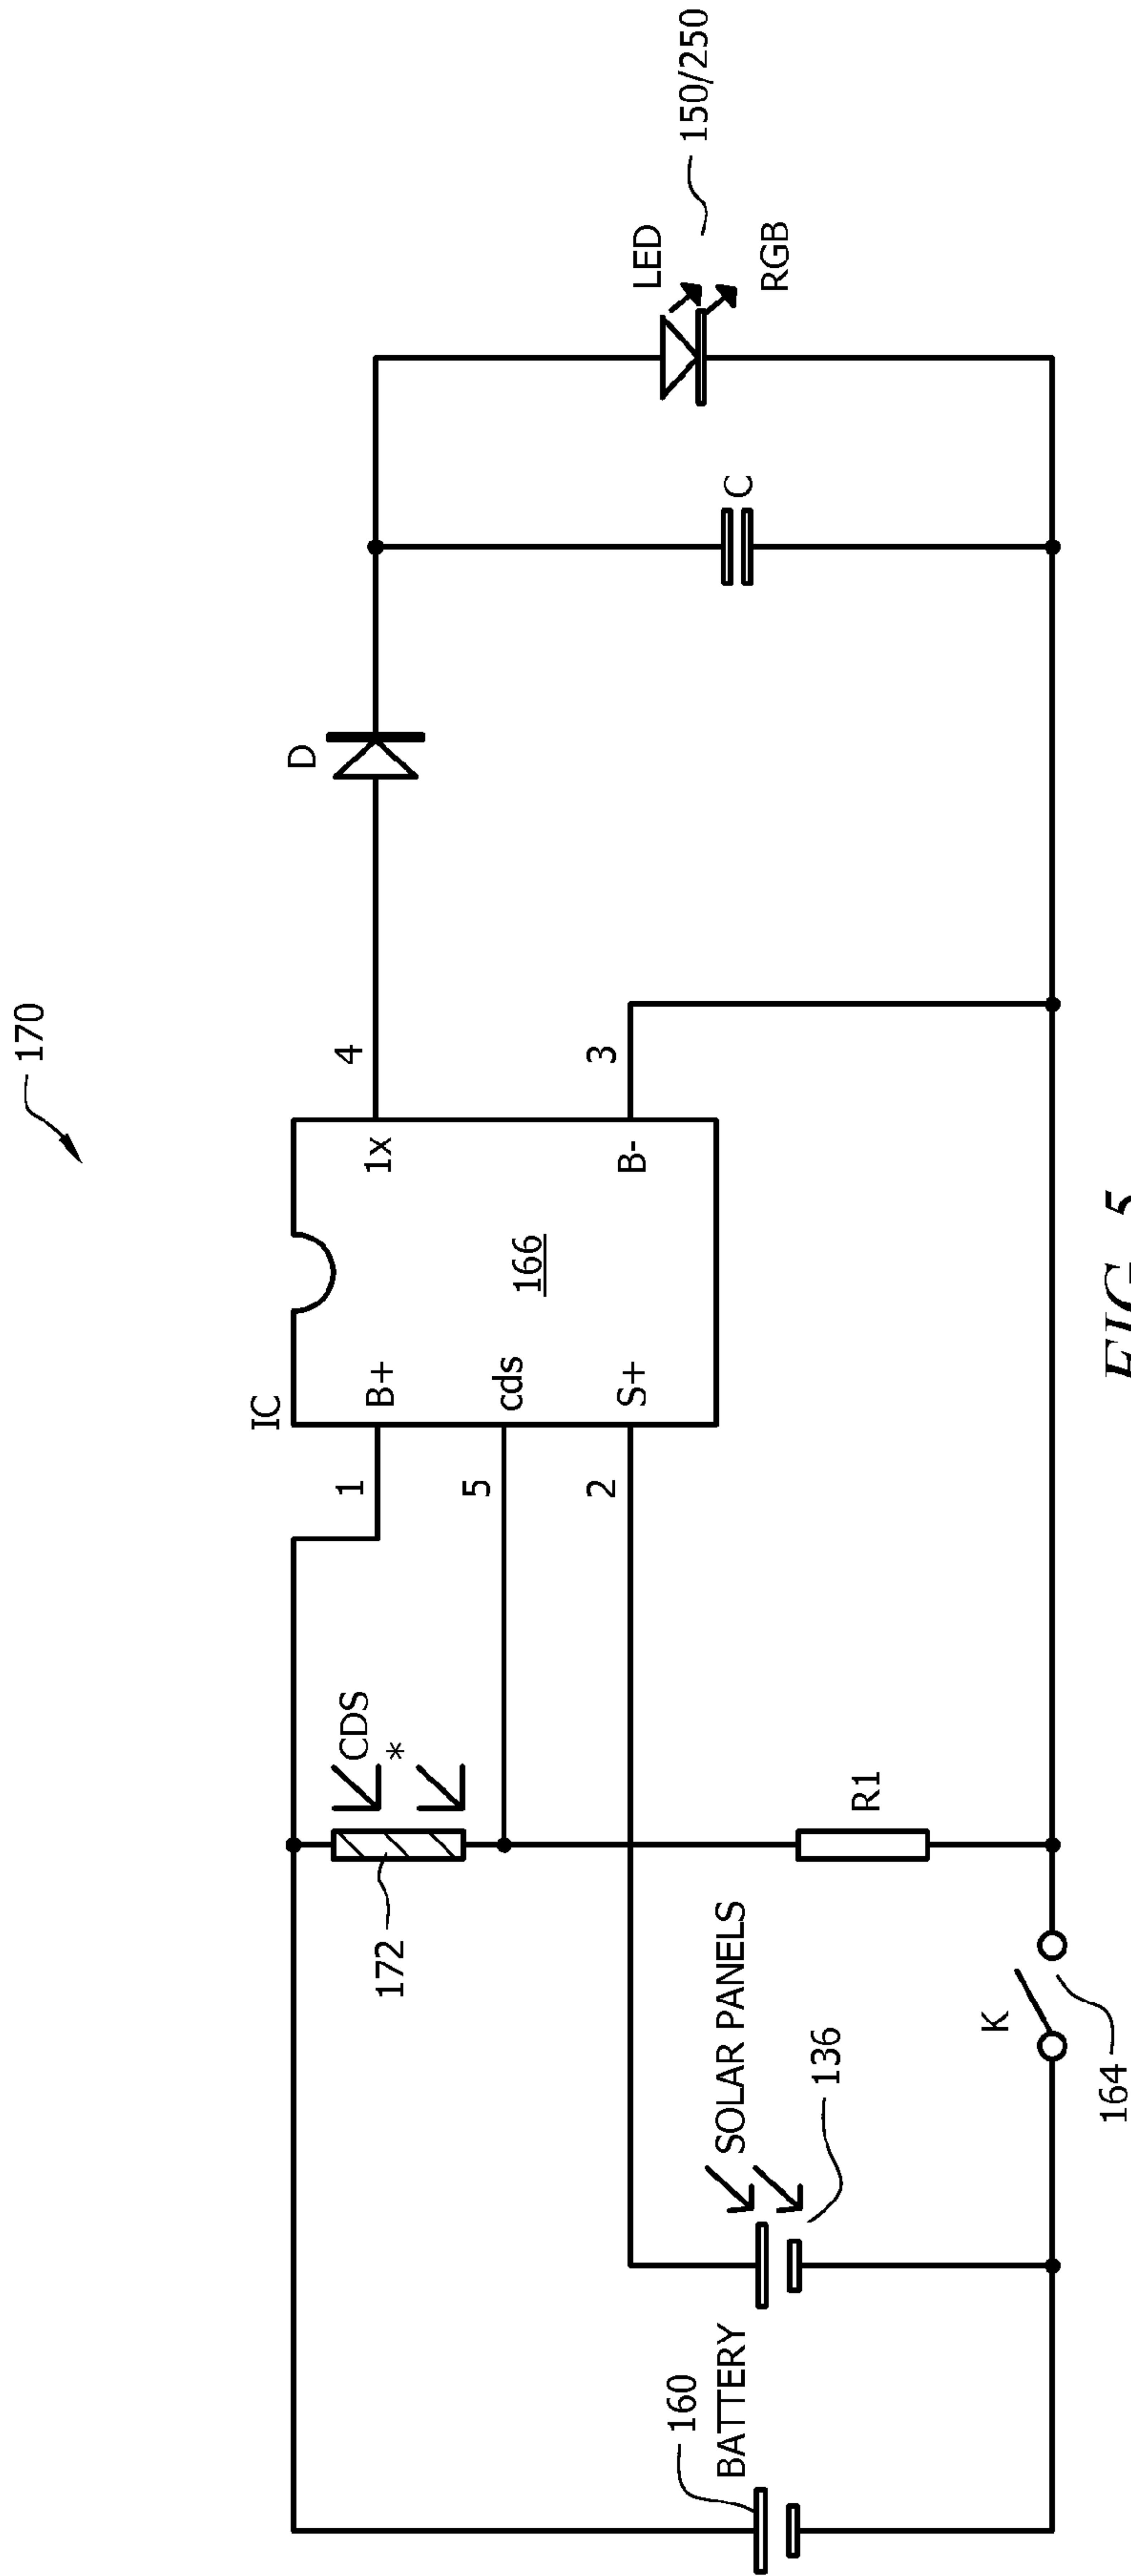 170
IC
1
B+
5
cds
2
S+
166
1x
4
B-
3
D
C
LED
RGB
150/250
CDS
*
172
R1
SOLAR PANELS
136
K
164
160
BATTERY
FIG. 5